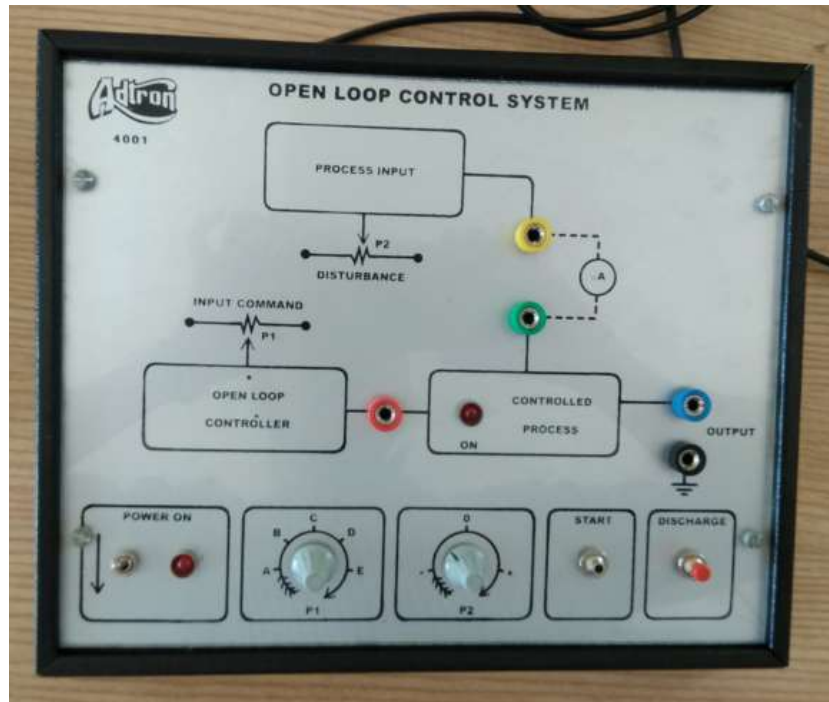 Adtron
4001
OPEN LOOP CONTROL SYSTEM
PROCESS INPUT
P2
DISTURBANCE
INPUT COMMAND
P1
OPEN LOOP
CONTROLLER
A
ON
CONTROLLED
PROCESS
OUTPUT
POWER ON
A
B
C
D
E
P1
0
-
+
P2
START
DISCHARGE